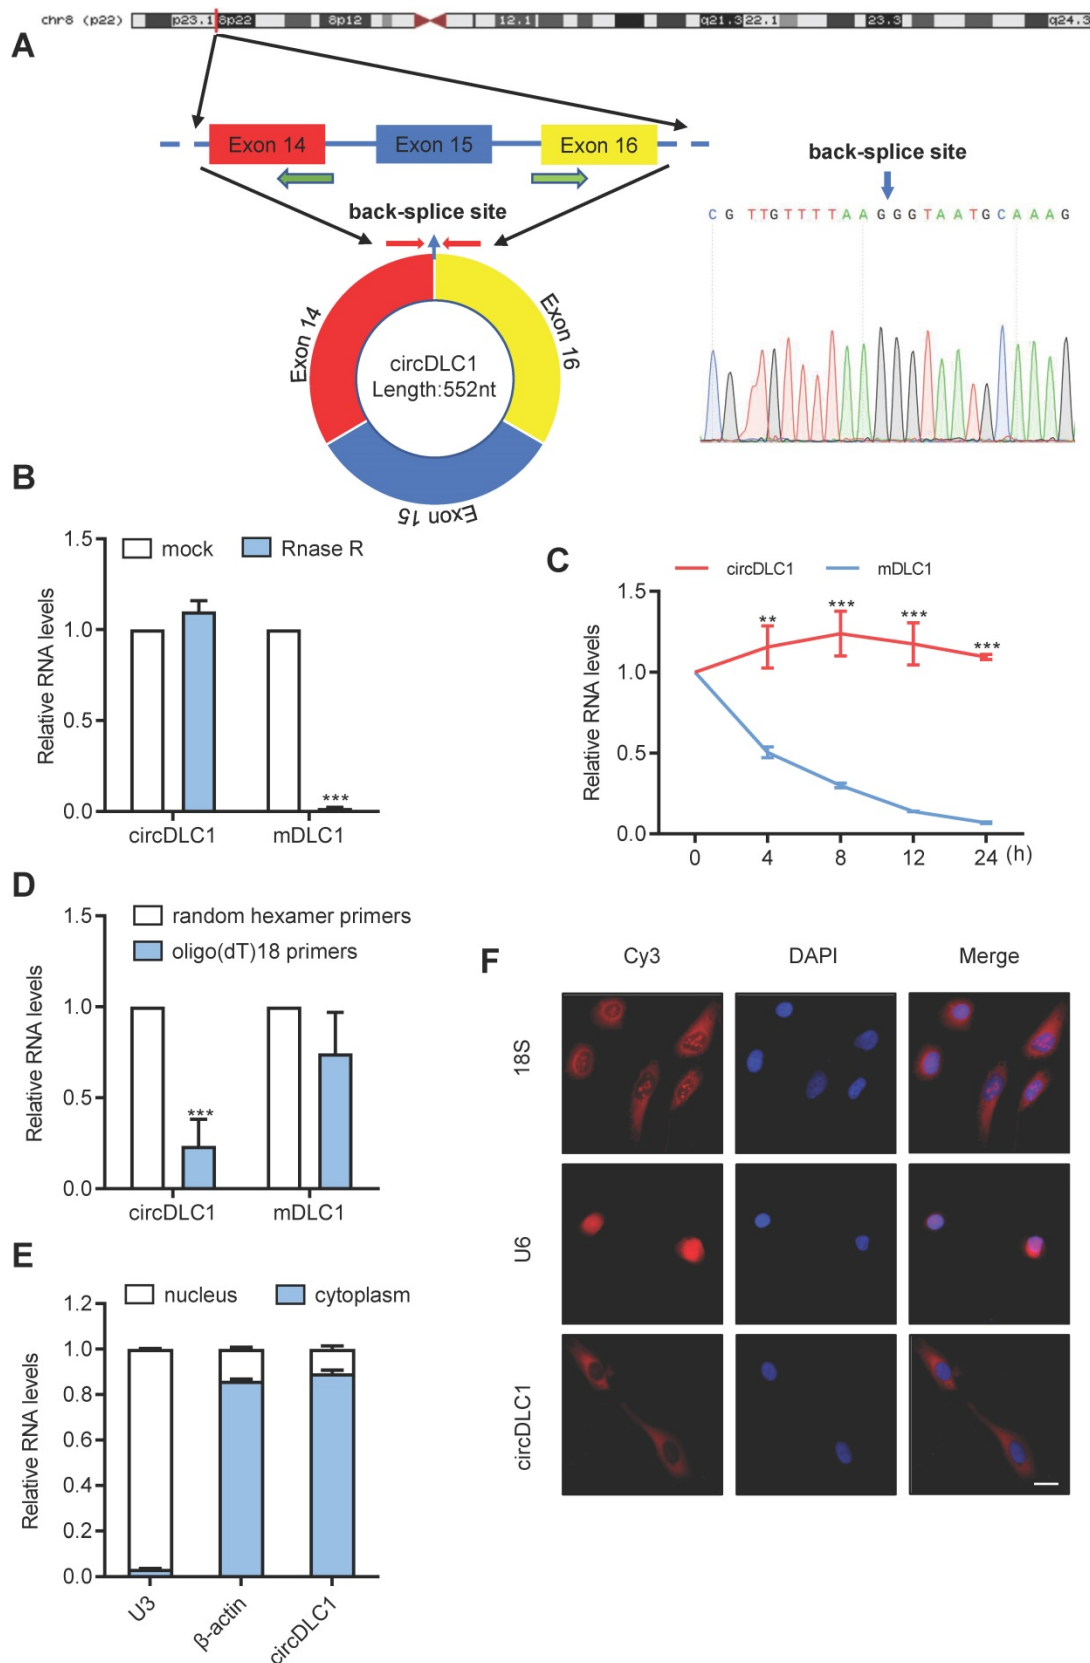 chr8 (p22) p23.1 8p22 8p12 12.1 q21.3 22.1 23.3 q24.3
A
Exon 14 Exon 15 Exon 16
back-splice site
back-splice site
C G TTGTTTTAAGGGTAATGCAAAG
Exon 14
Exon 16
Exon 15
circDLC1
Length:552nt
B
mock Rnase R
Relative RNA levels
1.5
1.0
0.5
0.0
***
circDLC1 mDLC1
C
circDLC1 mDLC1
Relative RNA levels
1.5
1.0
0.5
0.0
** *** *** ***
0 4 8 12 24 (h)
D
random hexamer primers
oligo(dT)18 primers
Relative RNA levels
1.5
1.0
0.5
0.0
***
circDLC1 mDLC1
E
nucleus cytoplasm
Relative RNA levels
1.2
1.0
0.8
0.6
0.4
0.2
0.0
U3 β-actin circDLC1
F
Cy3 DAPI Merge
18S
U6
circDLC1